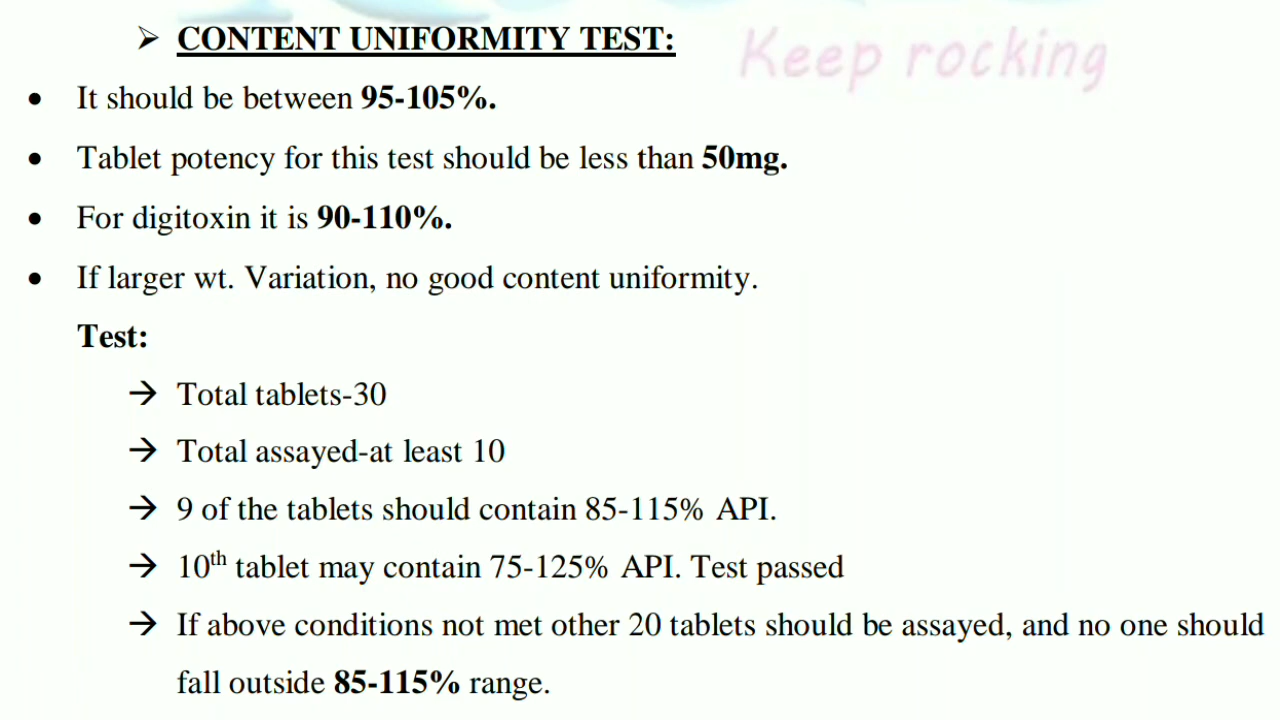 ➢ CONTENT UNIFORMITY TEST:
Keep rocking
• It should be between 95-105%.
• Tablet potency for this test should be less than 50mg.
• For digitoxin it is 90-110%.
• If larger wt. Variation, no good content uniformity.
Test:
→ Total tablets-30
→ Total assayed-at least 10
→ 9 of the tablets should contain 85-115% API.
→ 10th tablet may contain 75-125% API. Test passed
→ If above conditions not met other 20 tablets should be assayed, and no one should
fall outside 85-115% range.